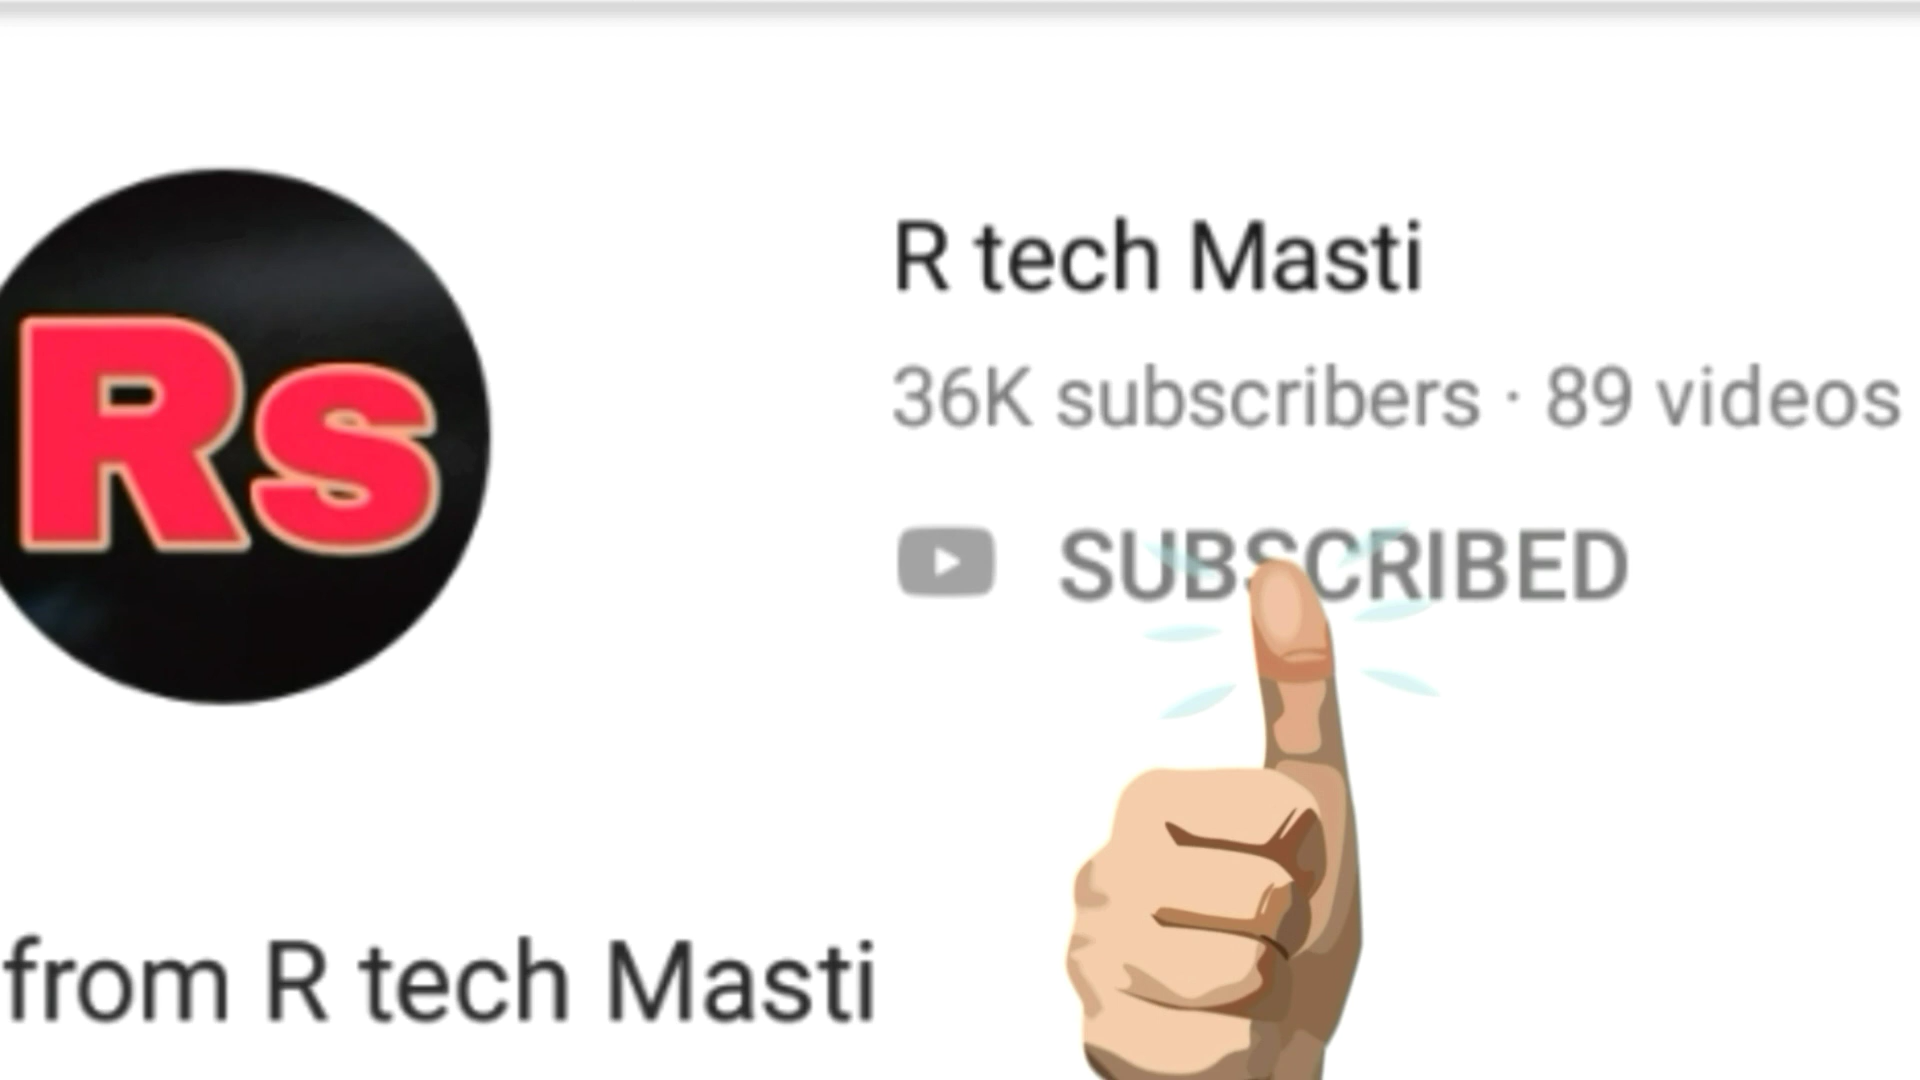 Rs
R tech Masti
36K subscribers · 89 videos
SUBSCRIBED
from R tech Masti